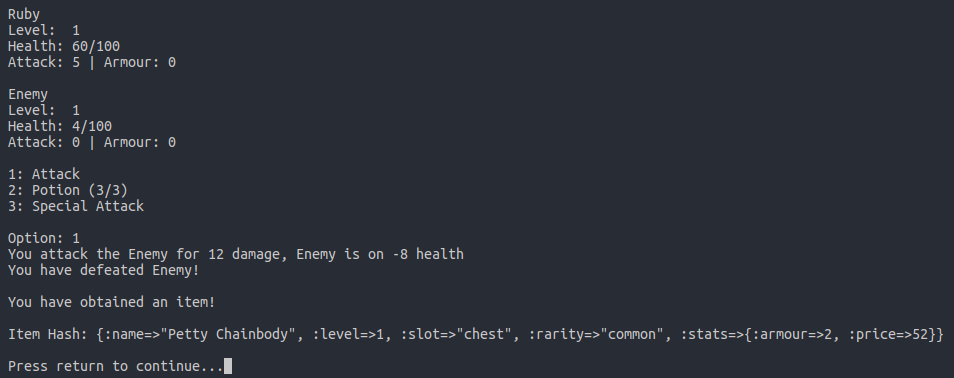 Ruby
Level:  1
Health: 60/100
Attack: 5 | Armour: 0
Enemy
Level:  1
Health: 4/100
Attack: 0 | Armour: 0
1: Attack
2: Potion (3/3)
3: Special Attack
Option: 1
You attack the Enemy for 12 damage, Enemy is on -8 health
You have defeated Enemy!
You have obtained an item!
Item Hash: {:name=>"Petty Chainbody", :level=>1, :slot=>"chest", :rarity=>"common", :stats=>{:armour=>2, :price=>52}}
Press return to continue...